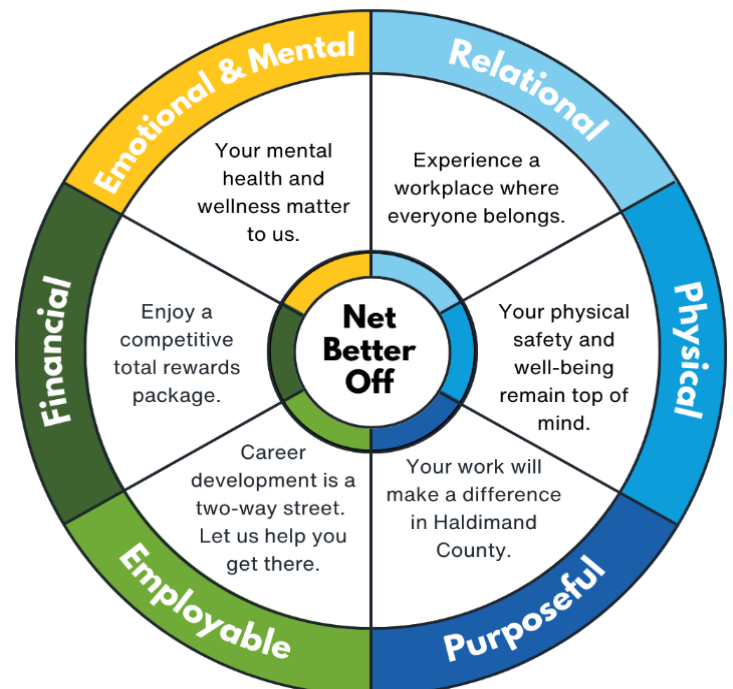 Emotional & Mental
Your mental
health and
wellness matter
to us.
Relational
Experience a
workplace where
everyone belongs.
Physical
Your physical
safety and
well-being
remain top of
mind.
Purposeful
Your work will
make a difference
in Haldimand
County.
Employable
Career
development is a
two-way street.
Let us help you
get there.
Financial
Enjoy a
competitive
total rewards
package.
Net
Better
Off